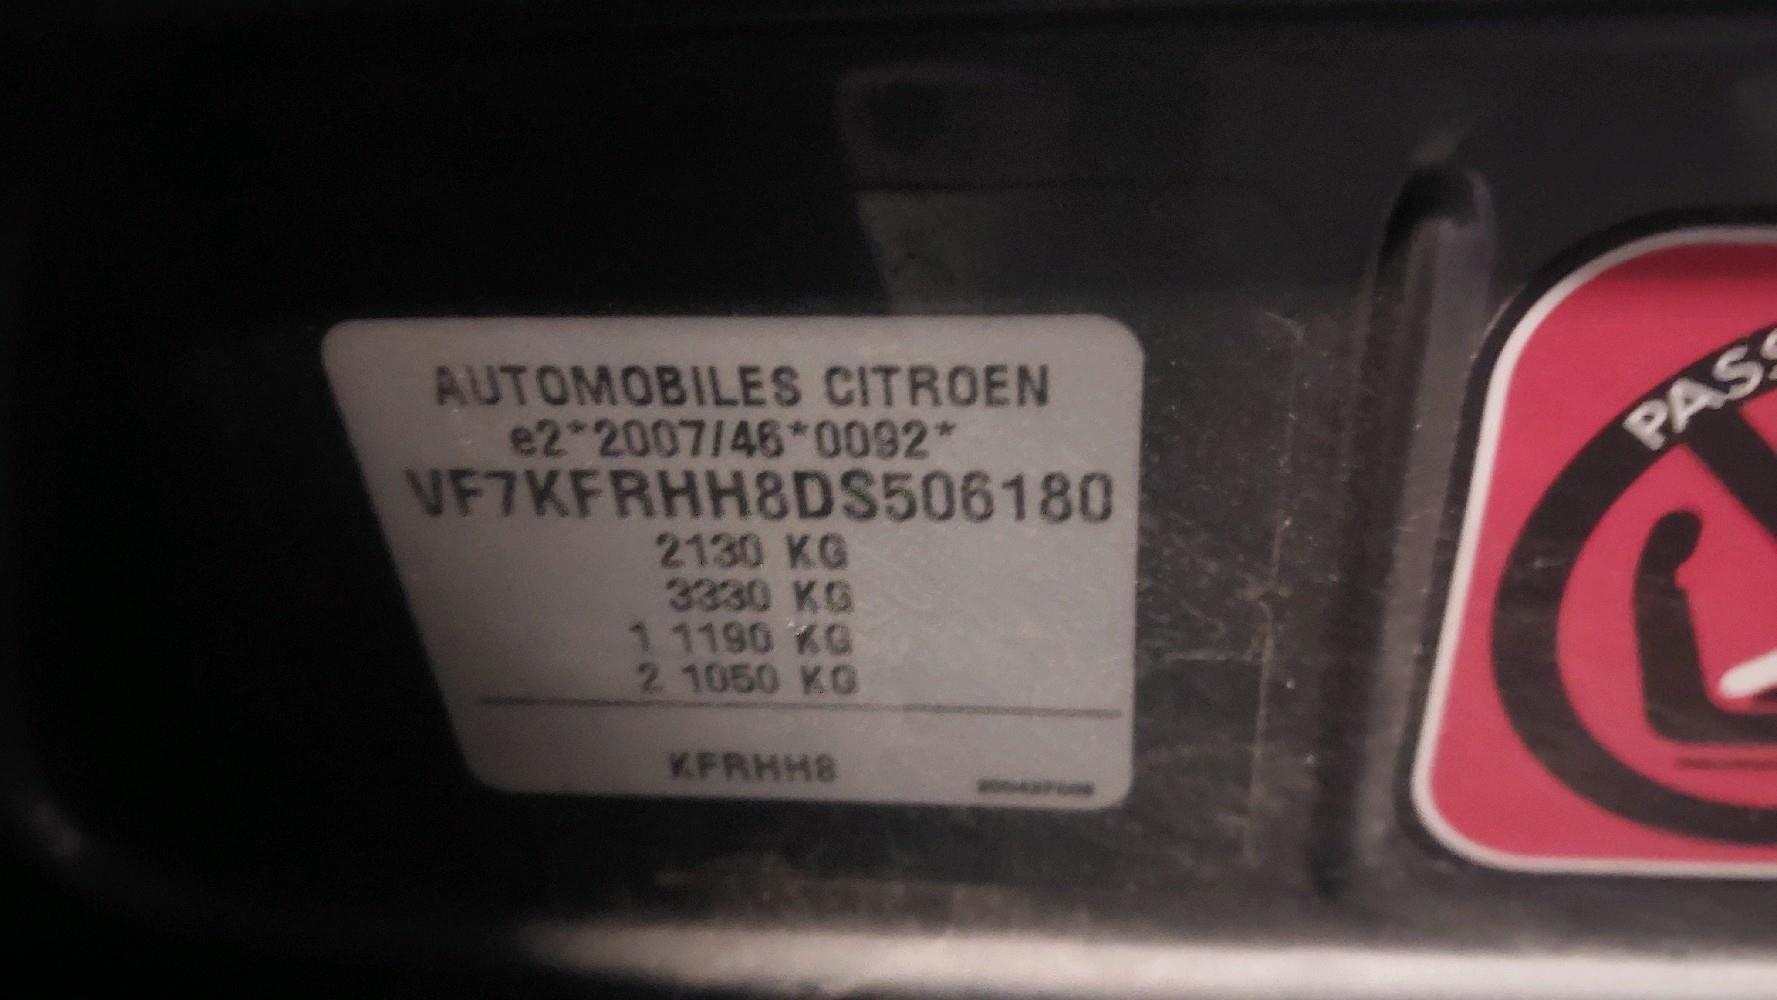 AUTOMOBILES CITROEN
e2*2007/46*0092*
VF7KFRHH8DS506180
2130 KG
3330 KG
1 1190 KG
2 1050 KG
KFRHH8
PASS